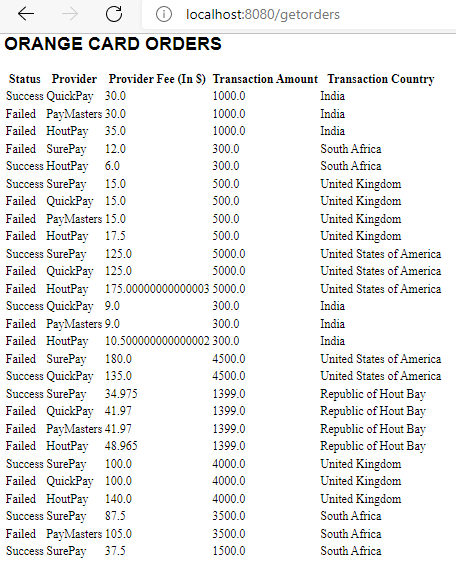 localhost:8080/getorders
ORANGE CARD ORDERS
Status Provider Provider Fee (In $) Transaction Amount Transaction Country
Success QuickPay 30.0 1000.0 India
Failed PayMasters 30.0 1000.0 India
Failed HoutPay 35.0 1000.0 India
Failed SurePay 12.0 300.0 South Africa
Success HoutPay 6.0 300.0 South Africa
Success SurePay 15.0 500.0 United Kingdom
Failed QuickPay 15.0 500.0 United Kingdom
Failed PayMasters 15.0 500.0 United Kingdom
Failed HoutPay 17.5 500.0 United Kingdom
Success SurePay 125.0 5000.0 United States of America
Failed QuickPay 125.0 5000.0 United States of America
Failed HoutPay 175.00000000000003 5000.0 United States of America
Success QuickPay 9.0 300.0 India
Failed PayMasters 9.0 300.0 India
Failed HoutPay 10.500000000000002 300.0 India
Failed SurePay 180.0 4500.0 United States of America
Success QuickPay 135.0 4500.0 United States of America
Success SurePay 34.975 1399.0 Republic of Hout Bay
Failed QuickPay 41.97 1399.0 Republic of Hout Bay
Failed PayMasters 41.97 1399.0 Republic of Hout Bay
Failed HoutPay 48.965 1399.0 Republic of Hout Bay
Success SurePay 100.0 4000.0 United Kingdom
Failed QuickPay 100.0 4000.0 United Kingdom
Failed HoutPay 140.0 4000.0 United Kingdom
Success SurePay 87.5 3500.0 South Africa
Failed PayMasters 105.0 3500.0 South Africa
Success SurePay 37.5 1500.0 South Africa